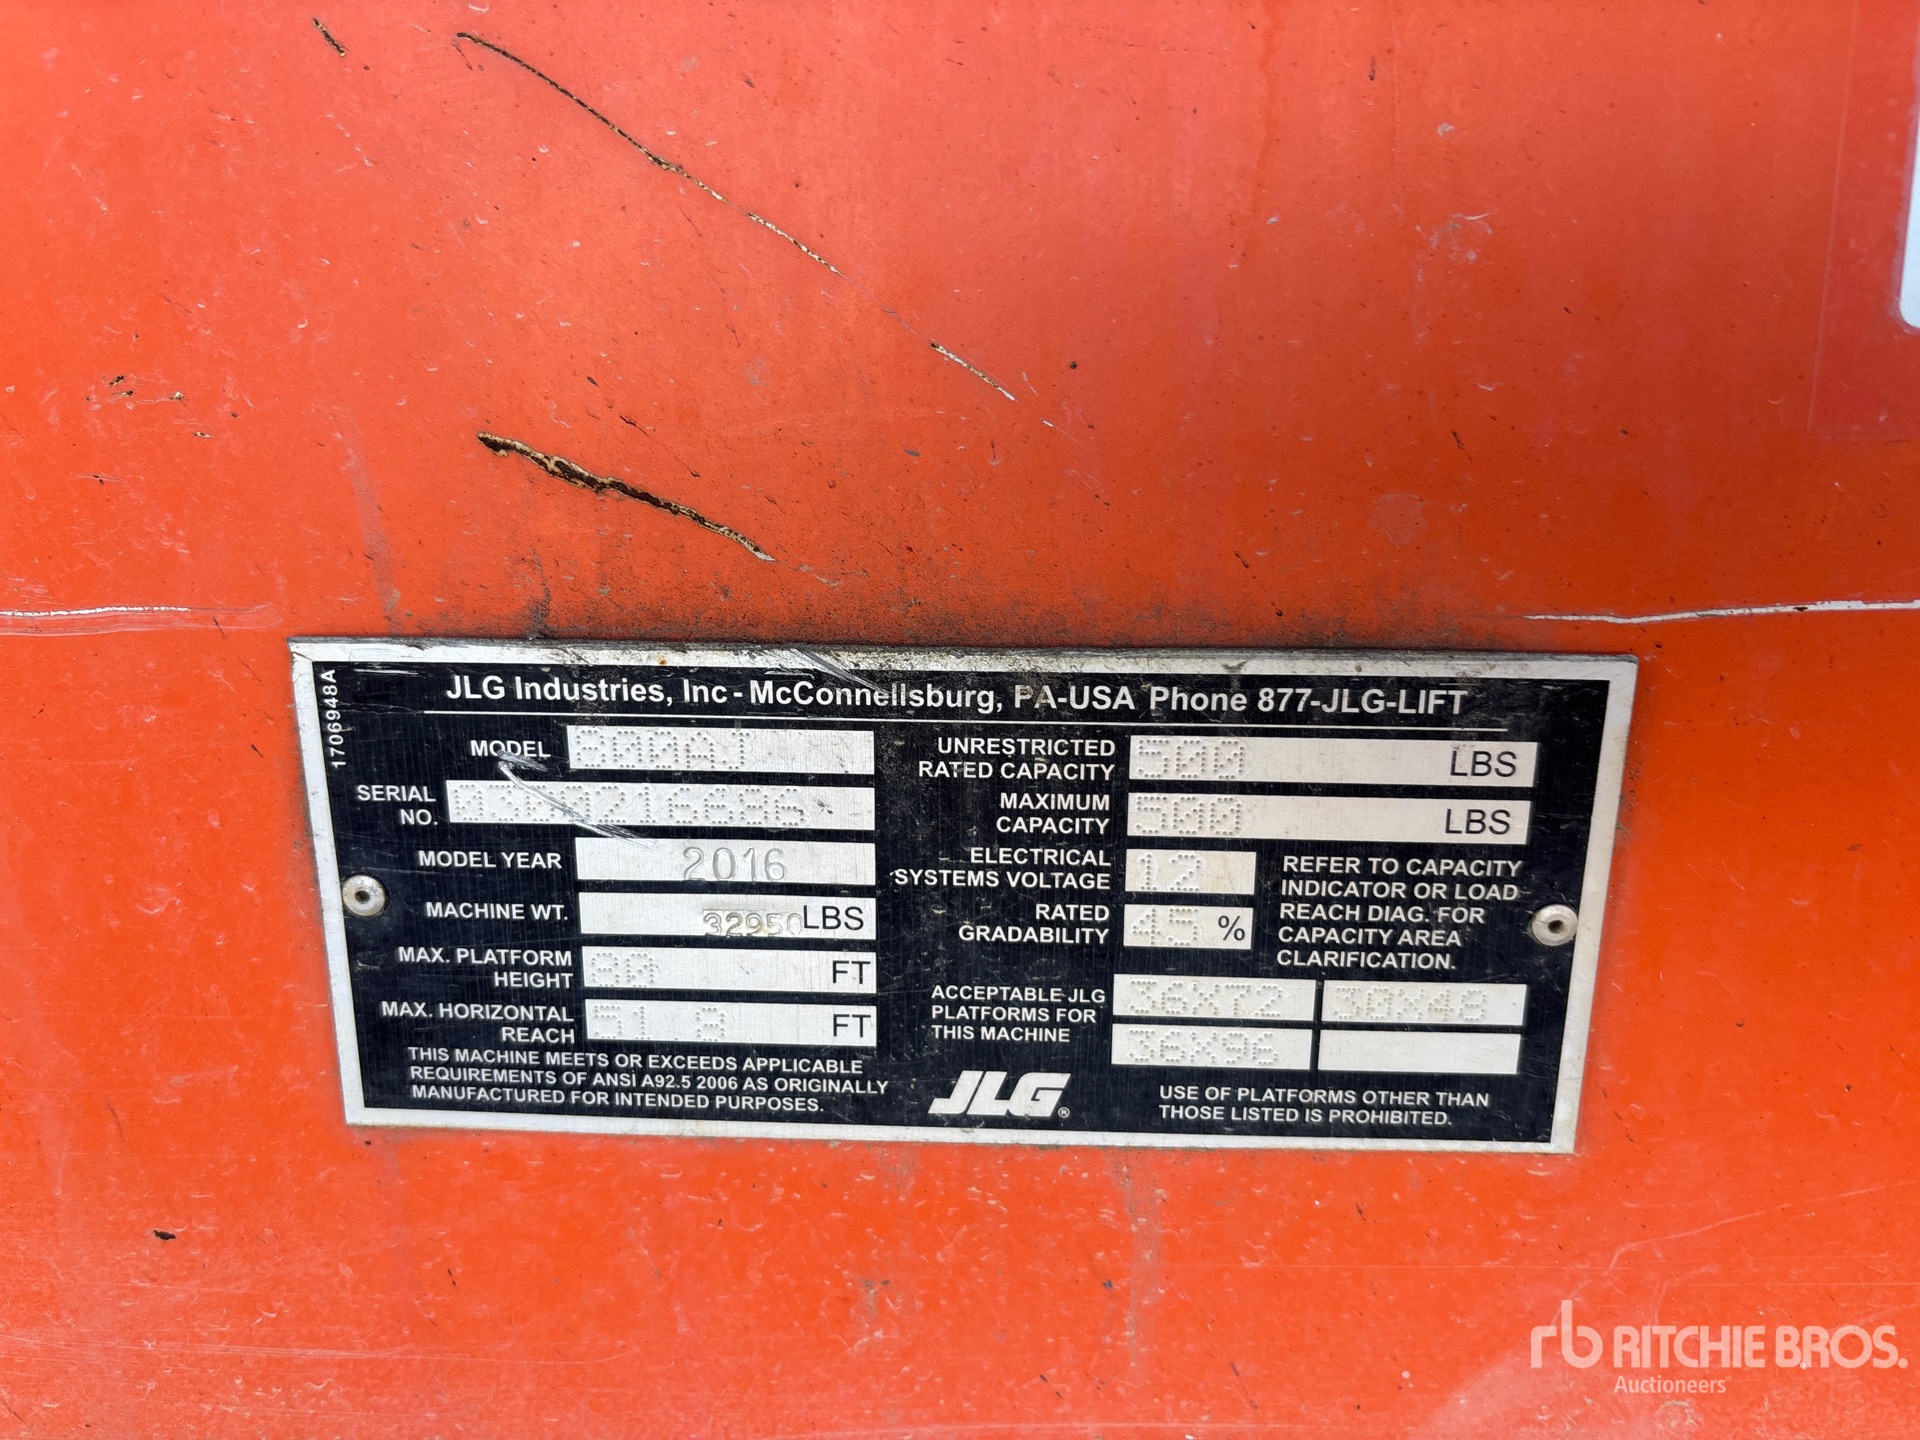 1706948A
JLG Industries, Inc - McConnellsburg, PA-USA Phone 877-JLG-LIFT
MODEL 800AJ
SERIAL
NO.
MODEL YEAR 2016
MACHINE WT. 32950 LBS
MAX. PLATFORM
HEIGHT 80 FT
MAX. HORIZONTAL
REACH 51.8 FT
THIS MACHINE MEETS OR EXCEEDS APPLICABLE
REQUIREMENTS OF ANSI A92.5 2006 AS ORIGINALLY
MANUFACTURED FOR INTENDED PURPOSES.
UNRESTRICTED
RATED CAPACITY 500 LBS
MAXIMUM
CAPACITY 500 LBS
ELECTRICAL
SYSTEMS VOLTAGE 12
RATED
GRADABILITY 45 %
REFER TO CAPACITY
INDICATOR OR LOAD
REACH DIAG. FOR
CAPACITY AREA
CLARIFICATION.
ACCEPTABLE JLG
PLATFORMS FOR
THIS MACHINE
36X72 30X48
36X96
JLG®
USE OF PLATFORMS OTHER THAN
THOSE LISTED IS PROHIBITED.
rb RITCHIE BROS.
Auctioneers